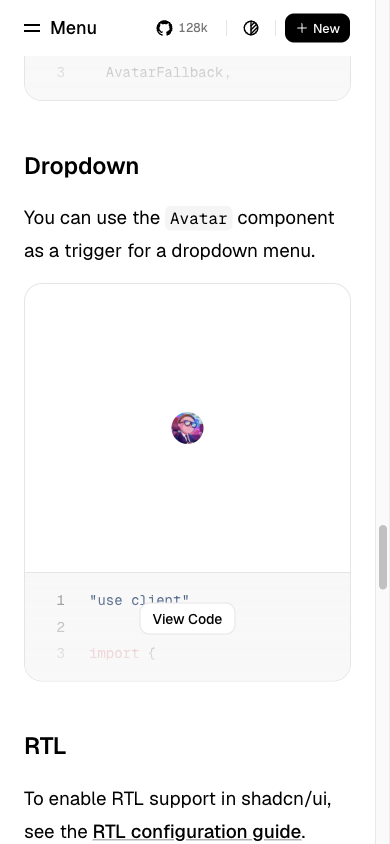 Menu 128k New
3 AvatarFallback,
Dropdown
You can use the Avatar component
as a trigger for a dropdown menu.
1 "use client"
View Code
2
3 import {
RTL
To enable RTL support in shadcn/ui,
see the RTL configuration guide.